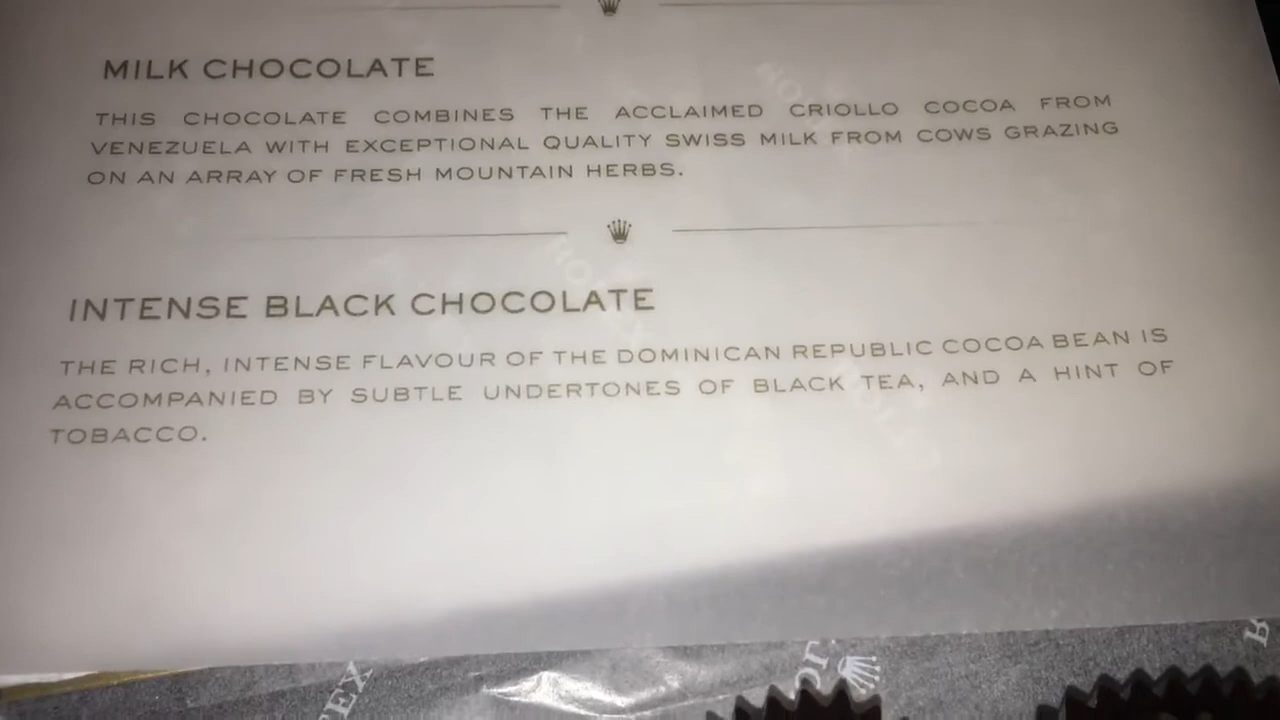 MILK CHOCOLATE
THIS CHOCOLATE COMBINES THE ACCLAIMED CRIOLLO COCOA FROM
VENEZUELA WITH EXCEPTIONAL QUALITY SWISS MILK FROM COWS GRAZING
ON AN ARRAY OF FRESH MOUNTAIN HERBS.
INTENSE BLACK CHOCOLATE
THE RICH, INTENSE FLAVOUR OF THE DOMINICAN REPUBLIC COCOA BEAN IS
ACCOMPANIED BY SUBTLE UNDERTONES OF BLACK TEA, AND A HINT OF
TOBACCO.